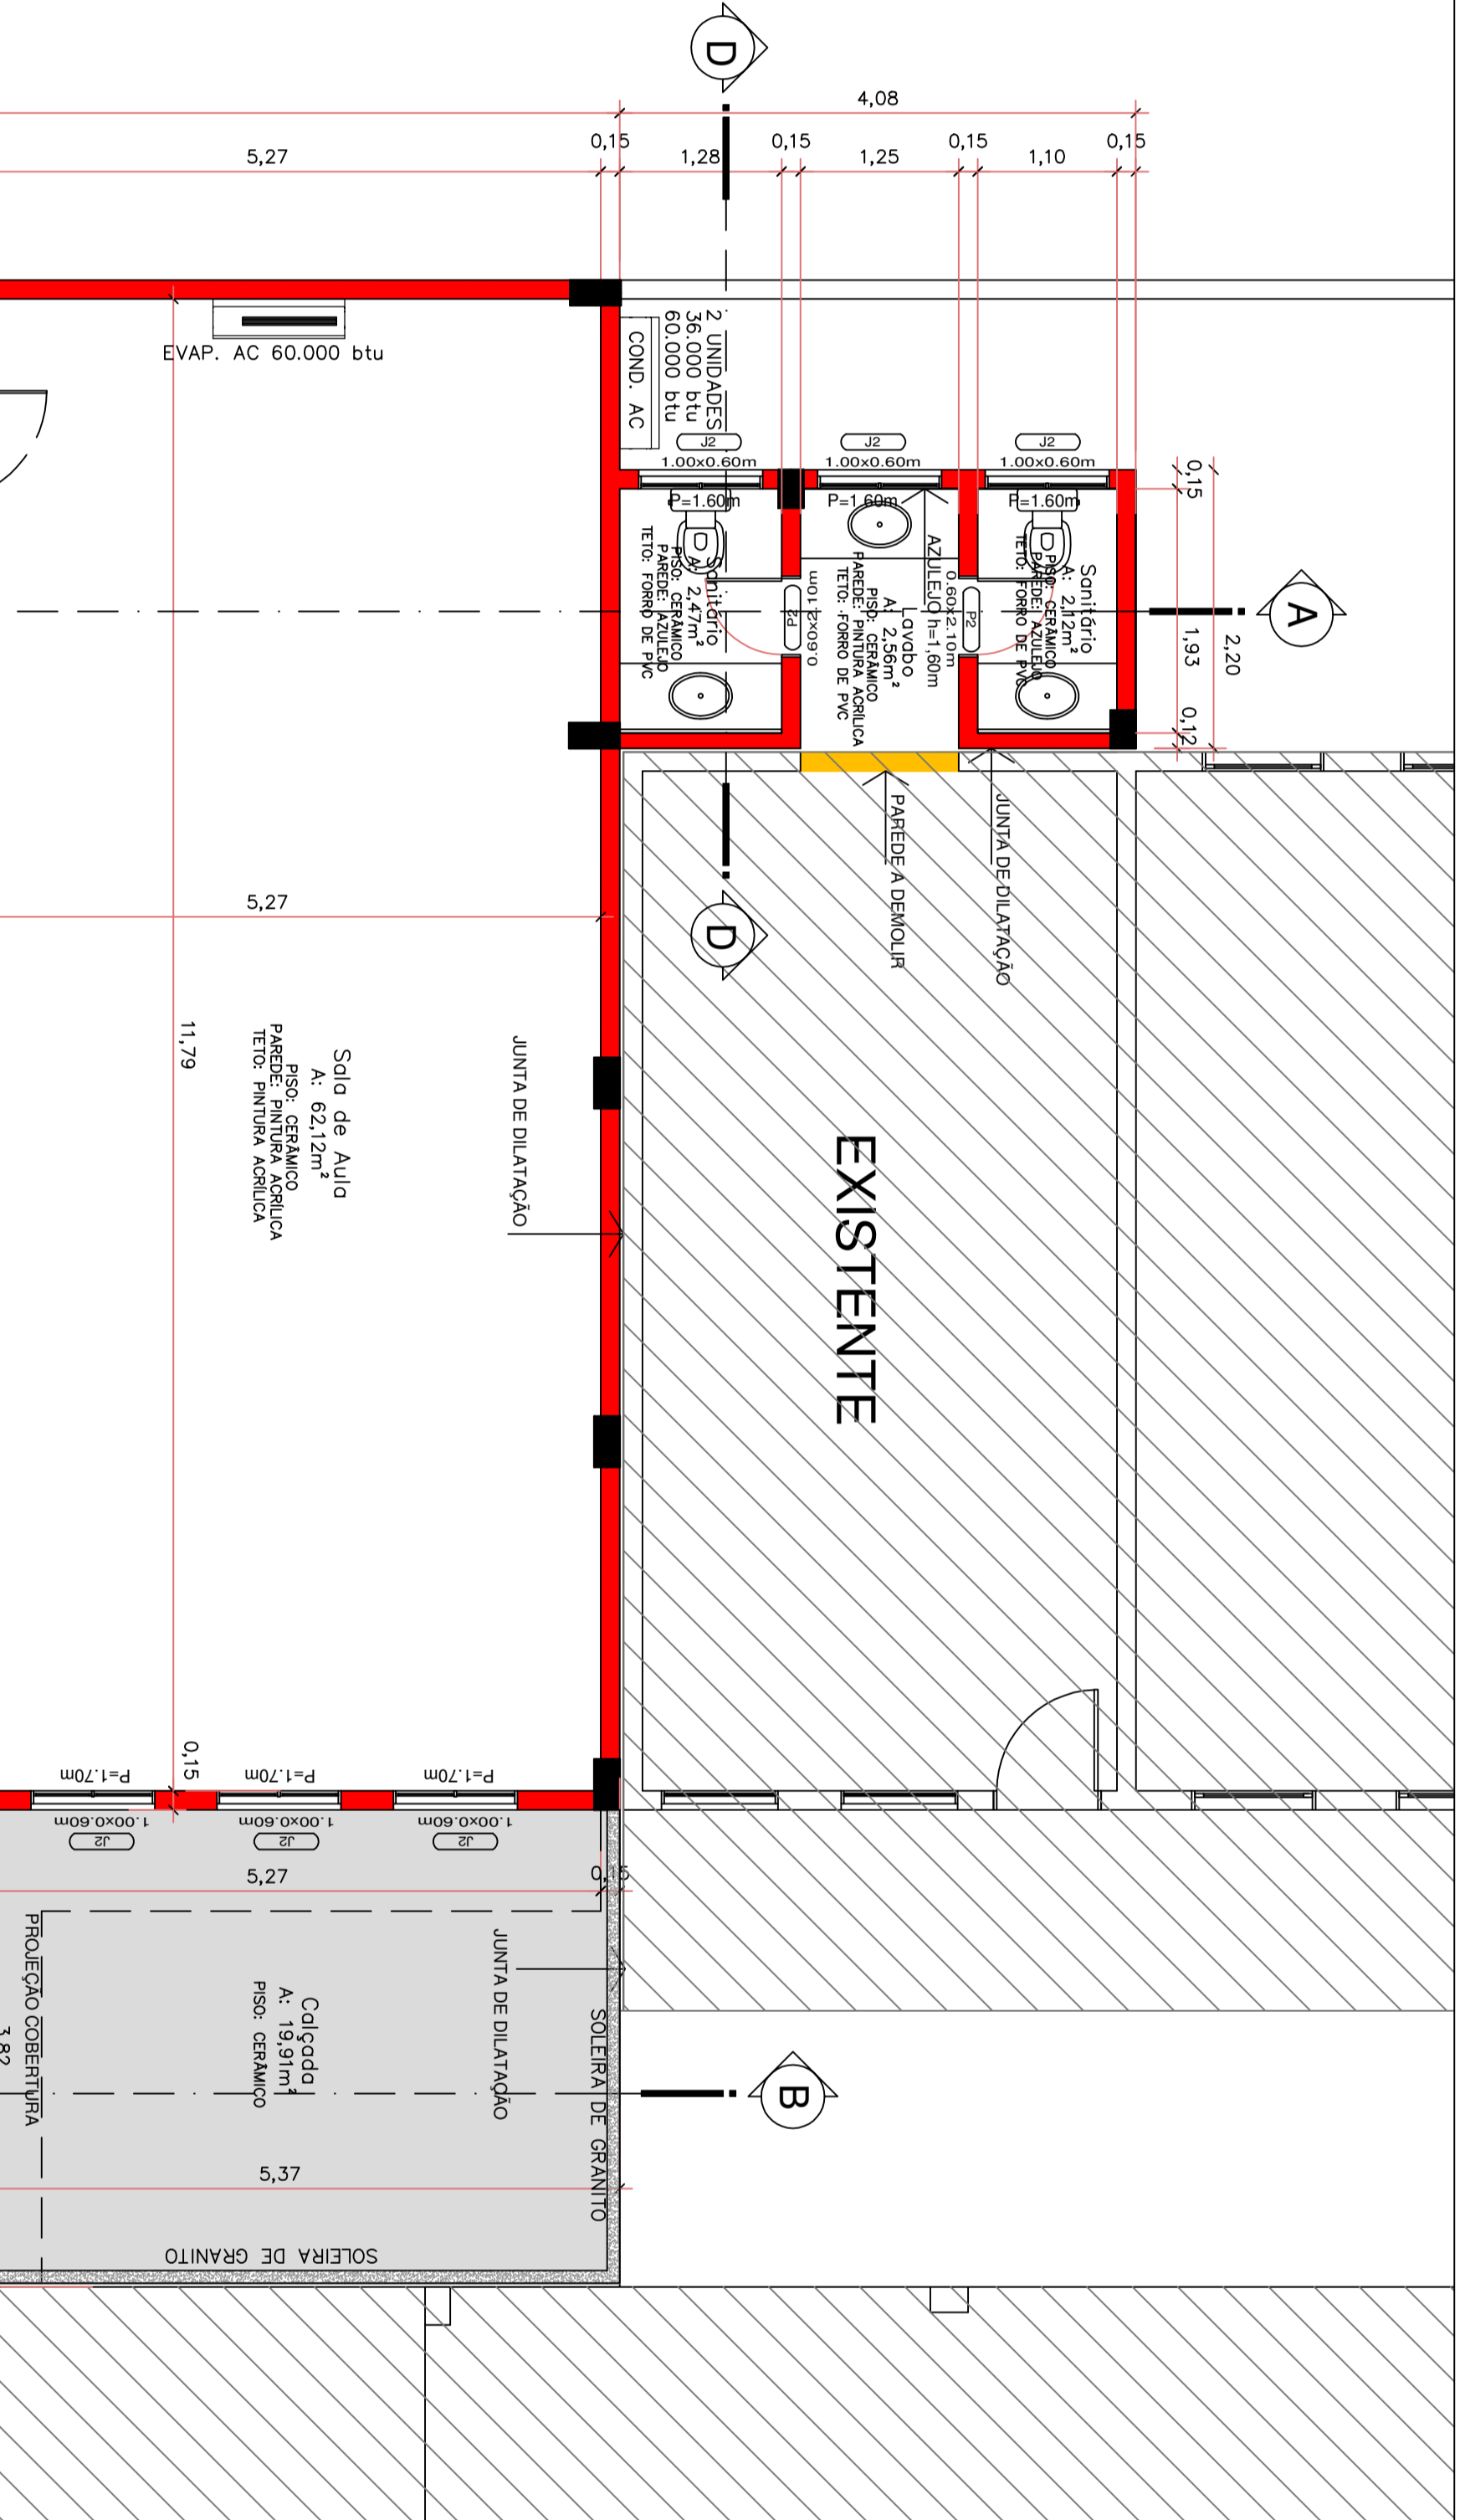 D
4,08
0,15
0,15
0,15
0,15
5,27
1,28
1,25
1,10
2 UNIDADES
36.000 btu
60.000 btu
COND. AC
EVAP. AC 60.000 btu
J2
1.00x0.60m
P=1.60m
J2
1.00x0.60m
P=1.60m
J2
1.00x0.60m
P=1.60m
0,15
1,93
0,12
2,20
A
Sanitário
A: 2,47m²
PISO: CERÂMICO
PAREDE: AZULEJO
TETO: FORRO DE PVC
P2
0.60x2.10m
AZULEJO h=1,60m
Lavabo
A: 2,56m²
PISO: CERÂMICO
PAREDE: PINTURA ACRÍLICA
TETO: FORRO DE PVC
P2
0.60x2.10m
Sanitário
A: 2,12m²
PISO: CERÂMICO
PAREDE: AZULEJO
TETO: FORRO DE PVC
PAREDE A DEMOLIR
JUNTA DE DILATAÇÃO
5,27
D
11,79
Sala de Aula
A: 62,12m²
PISO: CERÂMICO
PAREDE: PINTURA ACRÍLICA
TETO: PINTURA ACRÍLICA
JUNTA DE DILATAÇÃO
EXISTENTE
0,15
P=1.70m
P=1.70m
P=1.70m
1.00x0.60m
1.00x0.60m
1.00x0.60m
J2
J2
J2
5,27
0,15
PROJEÇÃO COBERTURA
3,82
Calçada
A: 19,91m²
PISO: CERÂMICO
JUNTA DE DILATAÇÃO
SOLEIRA DE GRANITO
B
5,37
SOLEIRA DE GRANITO